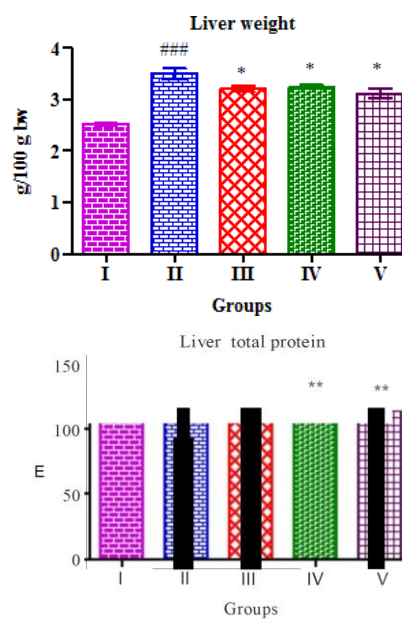 Liver weight
4
3
2
1
0
g/100 g bw
###
*
*
*
I II III IV V
Groups
Liver total protein
150
100
50
0
E
**
**
I II III IV V
Groups